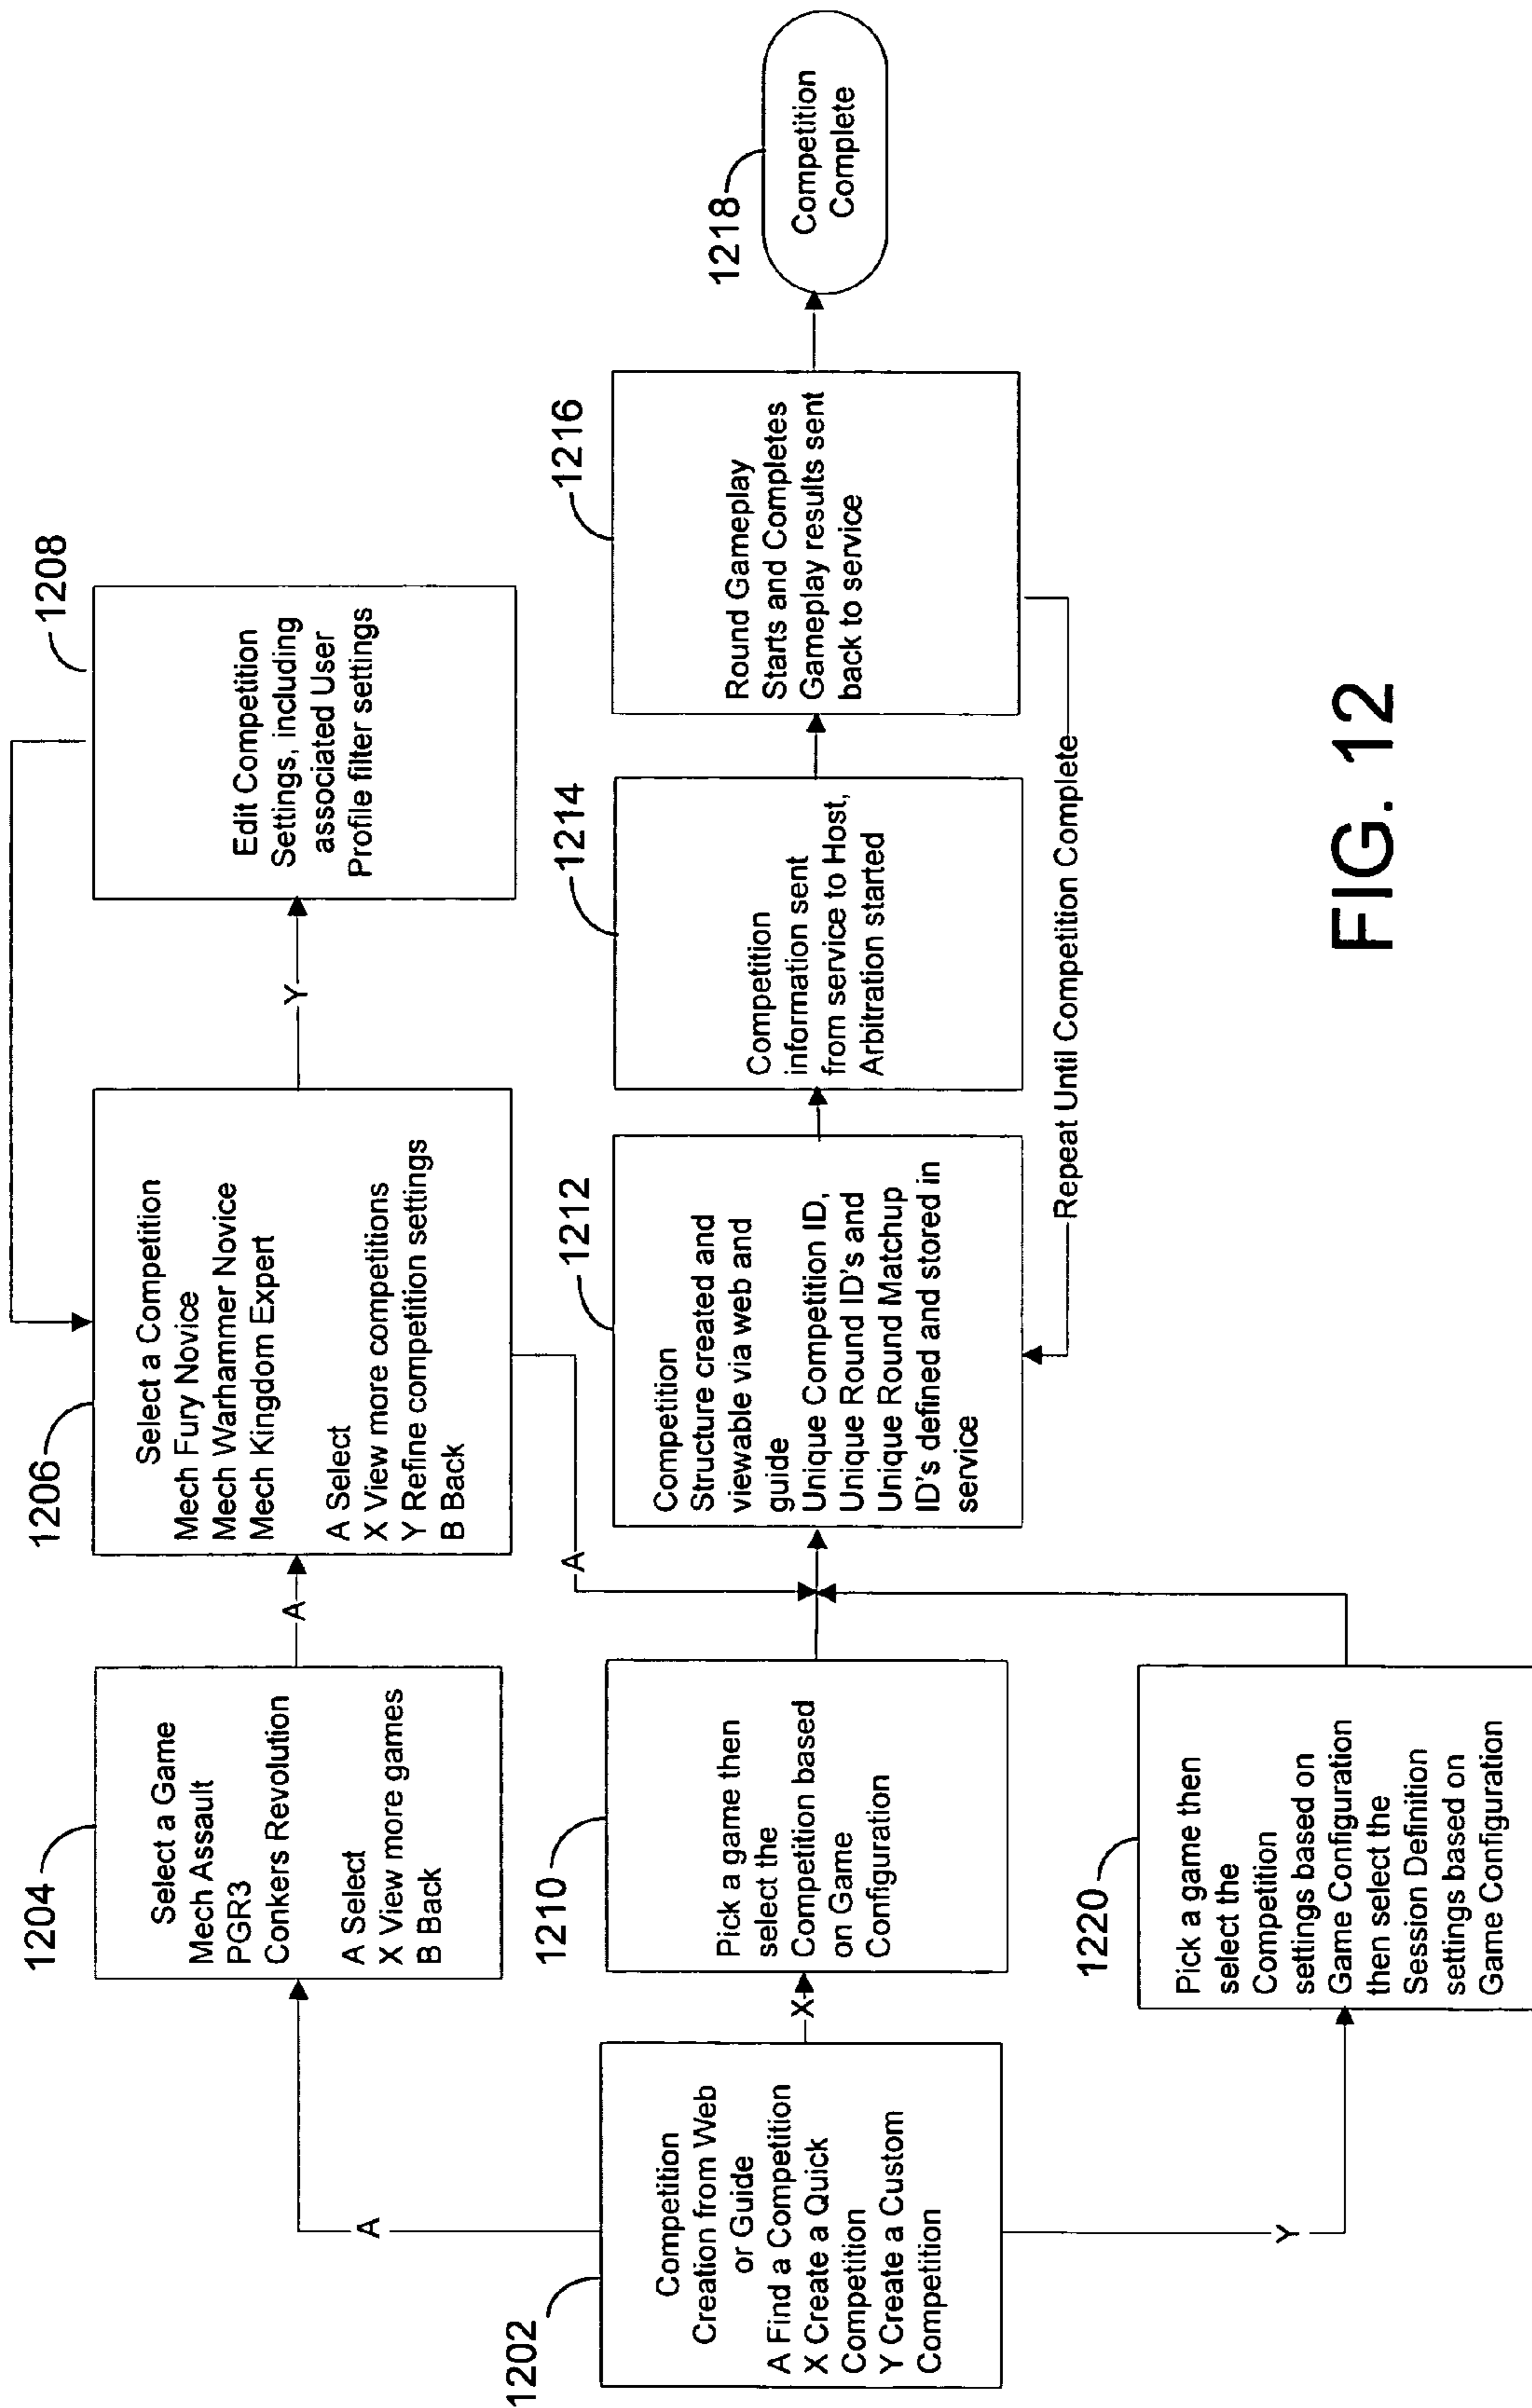 1202
Competition
Creation from Web
or Guide
A Find a Competition
X Create a Quick
Competition
Y Create a Custom
Competition
A
X
Y
1204
Select a Game
Mech Assault
PGR3
Conkers Revolution
A Select
X View more games
B Back
A
1206
Select a Competition
Mech Fury Novice
Mech Warhammer Novice
Mech Kingdom Expert
A Select
X View more competitions
Y Refine competition settings
B Back
Y
A
1208
Edit Competition
Settings, including
associated User
Profile filter settings
1210
Pick a game then
select the
Competition based
on Game
Configuration
1220
Pick a game then
select the
Competition
settings based on
Game Configuration
then select the
Session Definition
settings based on
Game Configuration
1212
Competition
Structure created and
viewable via web and
guide
Unique Competition ID,
Unique Round ID's and
Unique Round Matchup
ID's defined and stored in
service
1214
Competition
information sent
from service to Host,
Arbitration started
1216
Round Gameplay
Starts and Completes
Gameplay results sent
back to service
Repeat Until Competition Complete
1218
Competition
Complete
FIG. 12